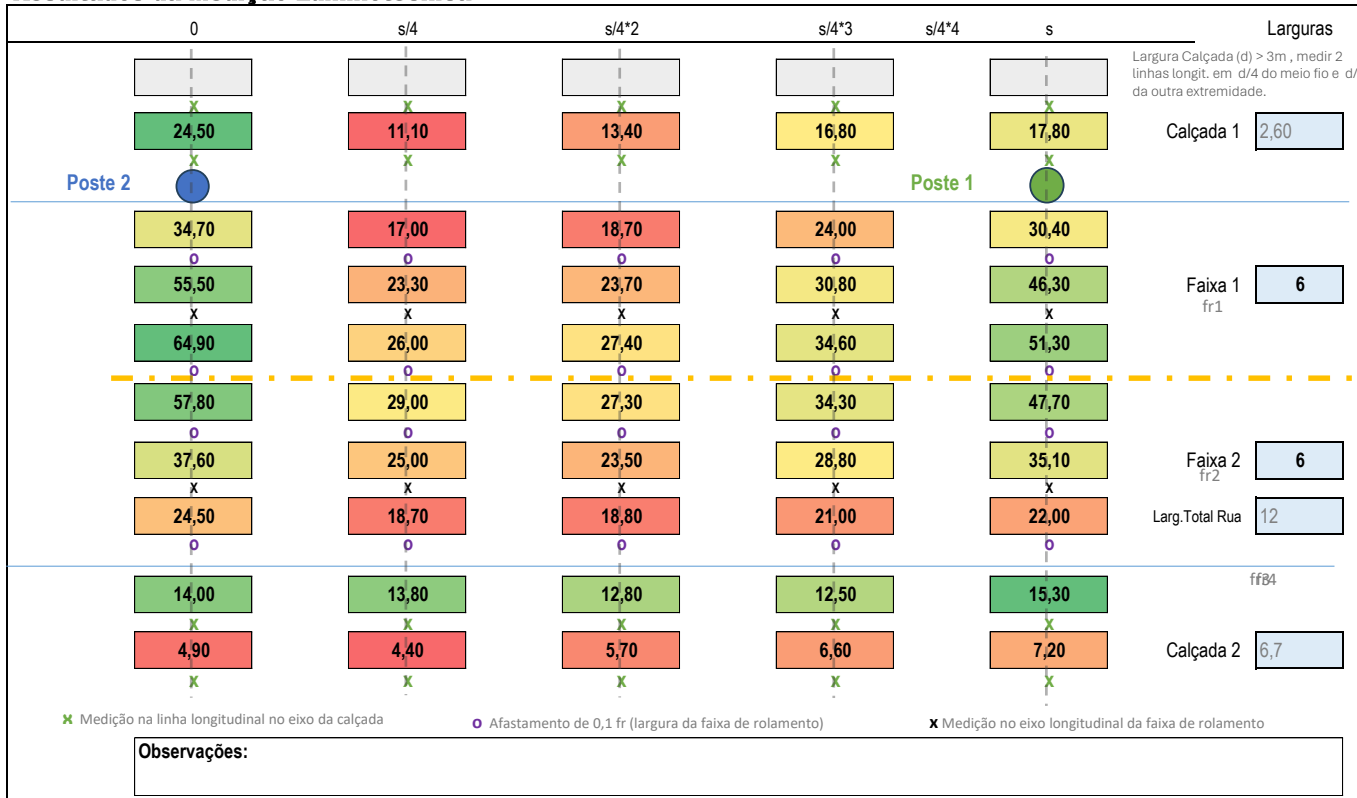 0 s/4 s/4*2 s/4*3 s/4*4 s Larguras
Largura Calçada (d) > 3m , medir 2
linhas longit. em d/4 do meio fio e d/
da outra extremidade.
x x x x x
24,50 11,10 13,40 16,80 17,80 Calçada 1 2,60
x x x x x
Poste 2 Poste 1
34,70 17,00 18,70 24,00 30,40
o o o o o
55,50 23,30 23,70 30,80 46,30 Faixa 1 6
fr1
x x x x x
64,90 26,00 27,40 34,60 51,30
o o o o o
57,80 29,00 27,30 34,30 47,70
o o o o o
37,60 25,00 23,50 28,80 35,10 Faixa 2 6
fr2
x x x x x
24,50 18,70 18,80 21,00 22,00 Larg.Total Rua 12
o o o o o
14,00 13,80 12,80 12,50 15,30
x x x x x
4,90 4,40 5,70 6,60 7,20 Calçada 2 6,7
x x x x x
x Medição na linha longitudinal no eixo da calçada o Afastamento de 0,1 fr (largura da faixa de rolamento) x Medição no eixo longitudinal da faixa de rolamento
Observações: